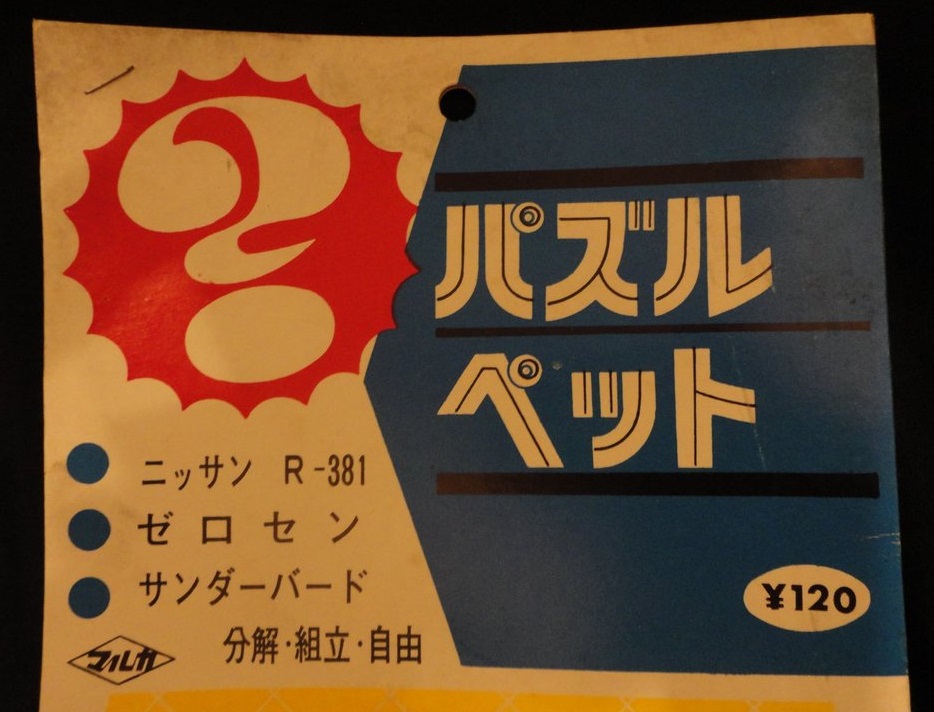 ?
パズル
ペット
ニッサン R-381
ゼロセン
サンダーバード
分解・組立・自由
マルカ
¥120